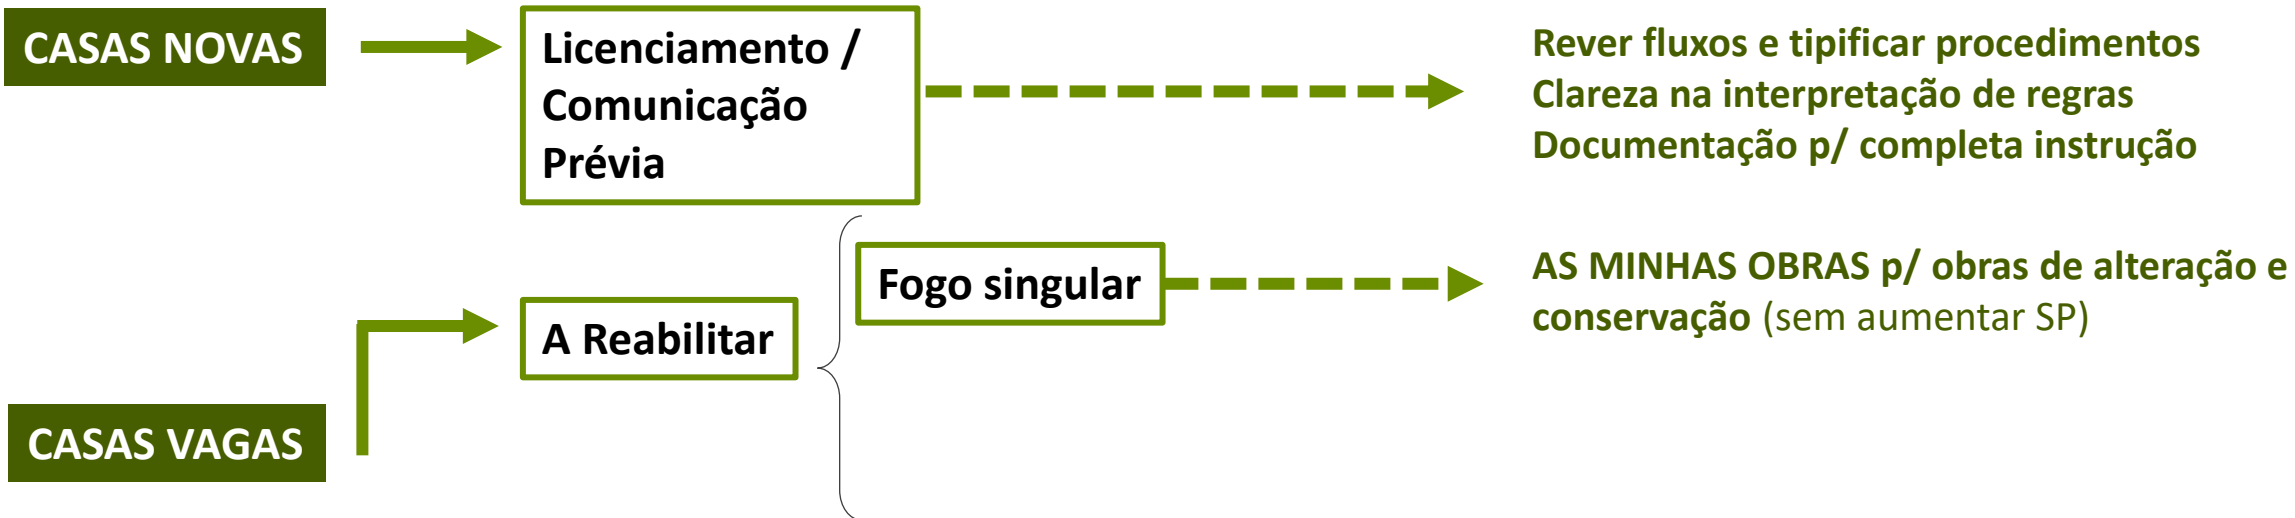 CASAS NOVAS
Licenciamento /
Comunicação
Prévia
Rever fluxos e tipificar procedimentos
Clareza na interpretação de regras
Documentação p/ completa instrução
CASAS VAGAS
A Reabilitar
Fogo singular
AS MINHAS OBRAS p/ obras de alteração e
conservação (sem aumentar SP)